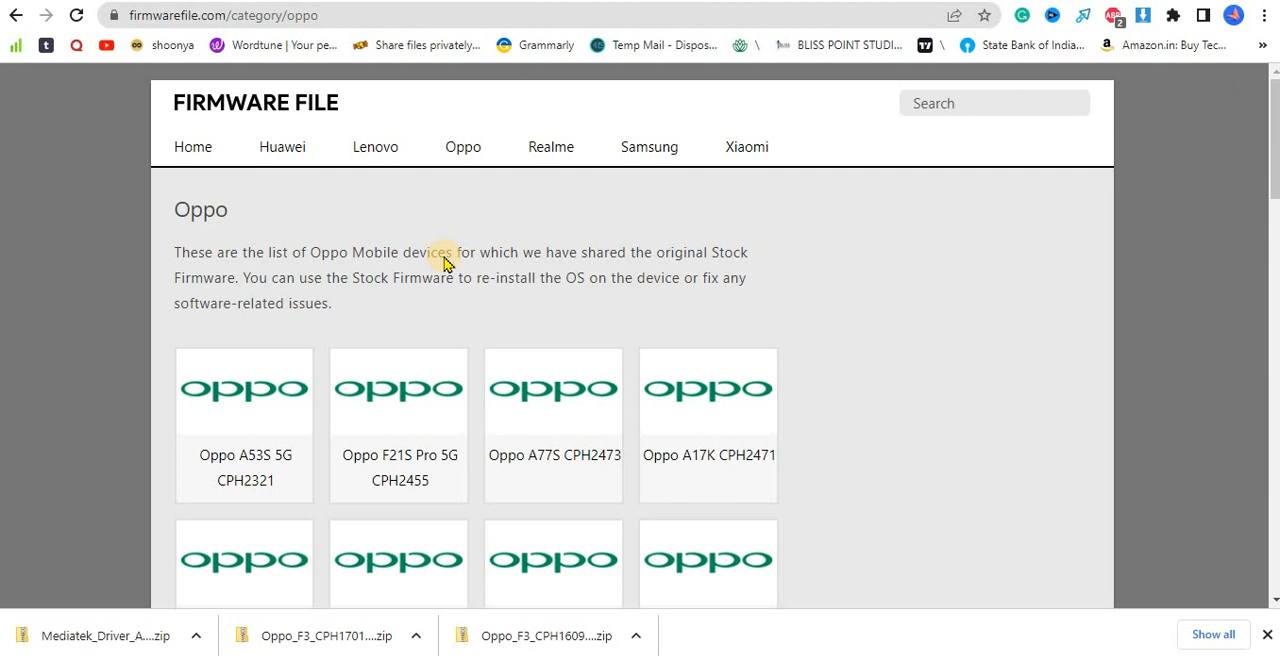 firmwarefile.com/category/oppo
2
shoonya
Wordtune | Your pe...
Share files privately...
Grammarly
Temp Mail - Dispos...
\
BLISS POINT STUDI...
\
State Bank of India...
Amazon.in: Buy Tec...
»
FIRMWARE FILE
Search
Home Huawei Lenovo Oppo Realme Samsung Xiaomi
Oppo
These are the list of Oppo Mobile devices for which we have shared the original Stock
Firmware. You can use the Stock Firmware to re-install the OS on the device or fix any
software-related issues.
oppo oppo oppo oppo
Oppo A53S 5G
CPH2321
Oppo F21S Pro 5G
CPH2455
Oppo A77S CPH2473
Oppo A17K CPH2471
oppo oppo oppo oppo
Mediatek_Driver_A....zip
Oppo_F3_CPH1701....zip
Oppo_F3_CPH1609....zip
Show all